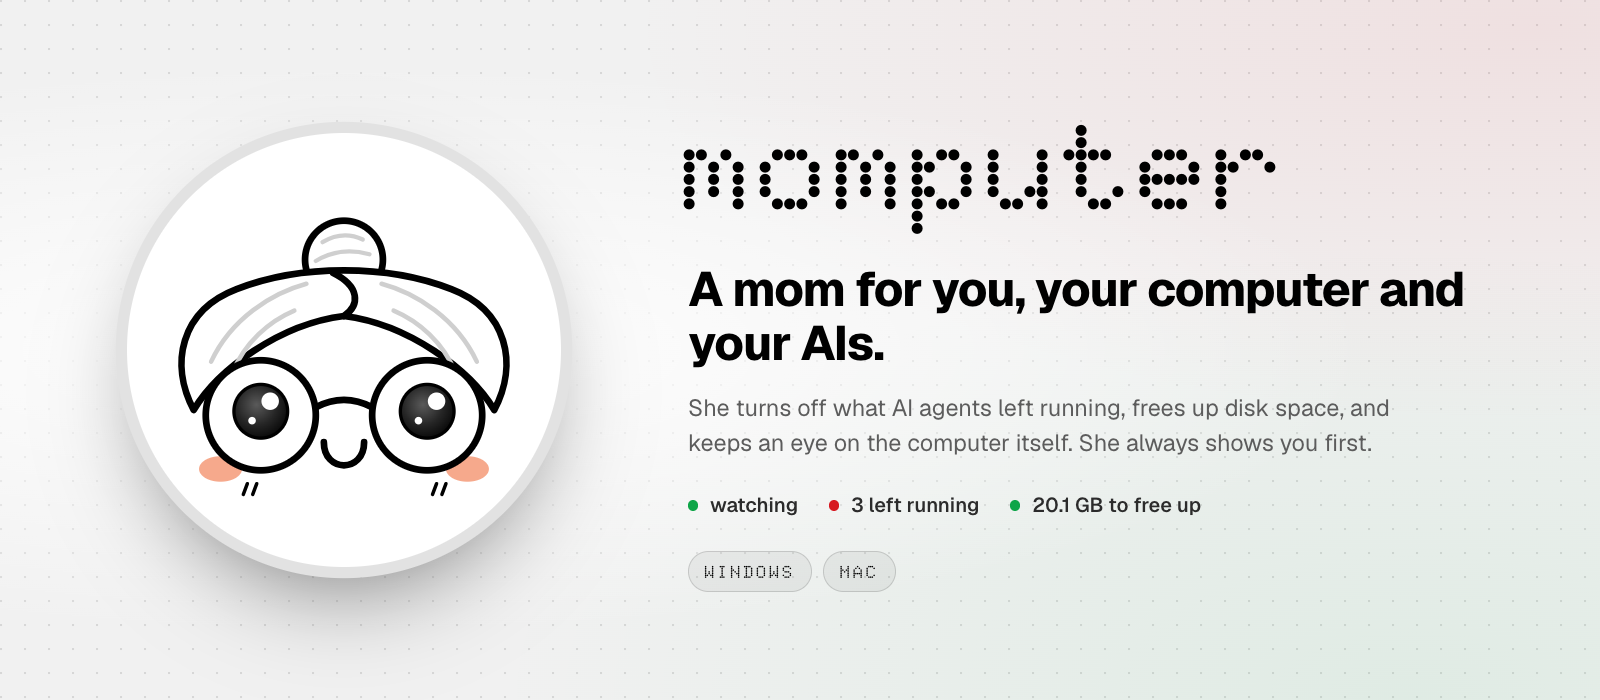 momputer
A mom for you, your computer and
your AIs.
She turns off what AI agents left running, frees up disk space, and
keeps an eye on the computer itself. She always shows you first.
watching 3 left running 20.1 GB to free up
WINDOWS MAC